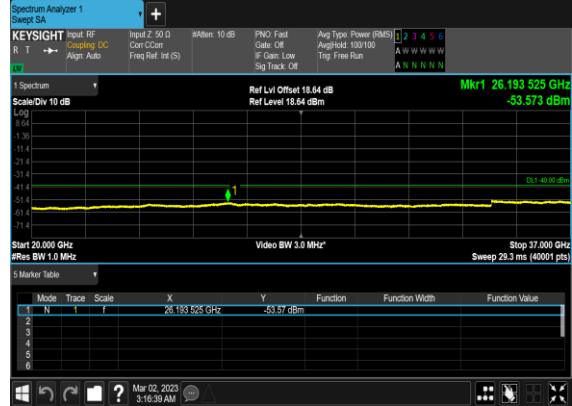 Spectrum Analyzer 1
Swept SA
KEYSIGHT Input: RF Input Z: 50 Ω #Atten: 10 dB PNO: Fast Avg Type: Power (RMS) 1 2 3 4 5 6
R T Coupling: DC Corr CCorr Gate: Off Avg|Hold: 100/100 A W W W W W
Align: Auto Freq Ref: Int (S) IF Gain: Low Trig: Free Run
Sig Track: Off A N N N N N
1 Spectrum Ref Lvl Offset 18.64 dB Mkr1 26.193 525 GHz
Scale/Div 10 dB Ref Level 18.64 dBm -53.573 dBm
Log
8.64
-1.36
-11.4
-21.4
-31.4
DL1 -40.00 dBm
-41.4
1
-51.4
-61.4
-71.4
Start 20.000 GHz Video BW 3.0 MHz* Stop 37.000 GHz
#Res BW 1.0 MHz Sweep 29.3 ms (40001 pts)
5 Marker Table
Mode Trace Scale X Y Function Function Width Function Value
1 N 1 f 26.193 525 GHz -53.57 dBm
2
3
4
5
6
? Mar 02, 2023
3:16:39 AM